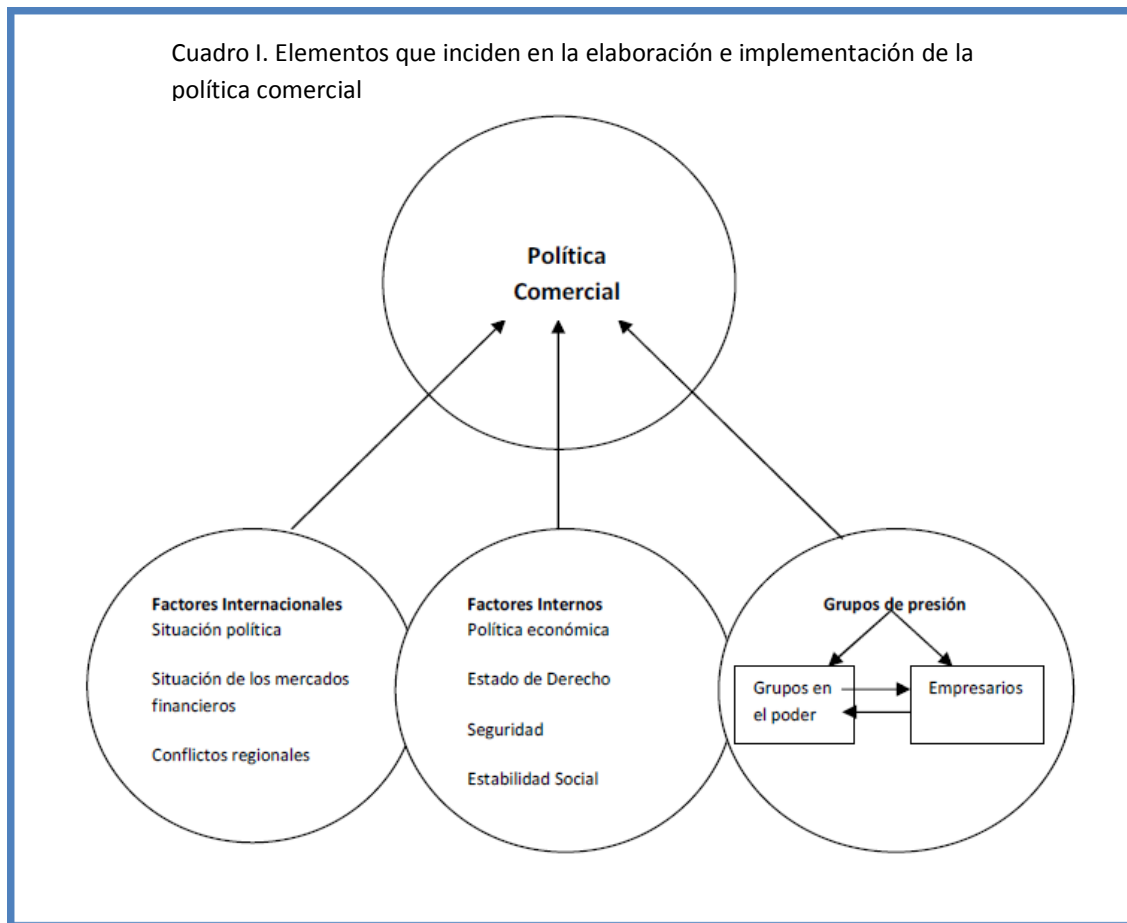 Cuadro I. Elementos que inciden en la elaboración e implementación de la
política comercial
Política
Comercial
Factores Internacionales
Situación política
Situación de los mercados
financieros
Conflictos regionales
Factores Internos
Política económica
Estado de Derecho
Seguridad
Estabilidad Social
Grupos de presión
Grupos en
el poder
Empresarios